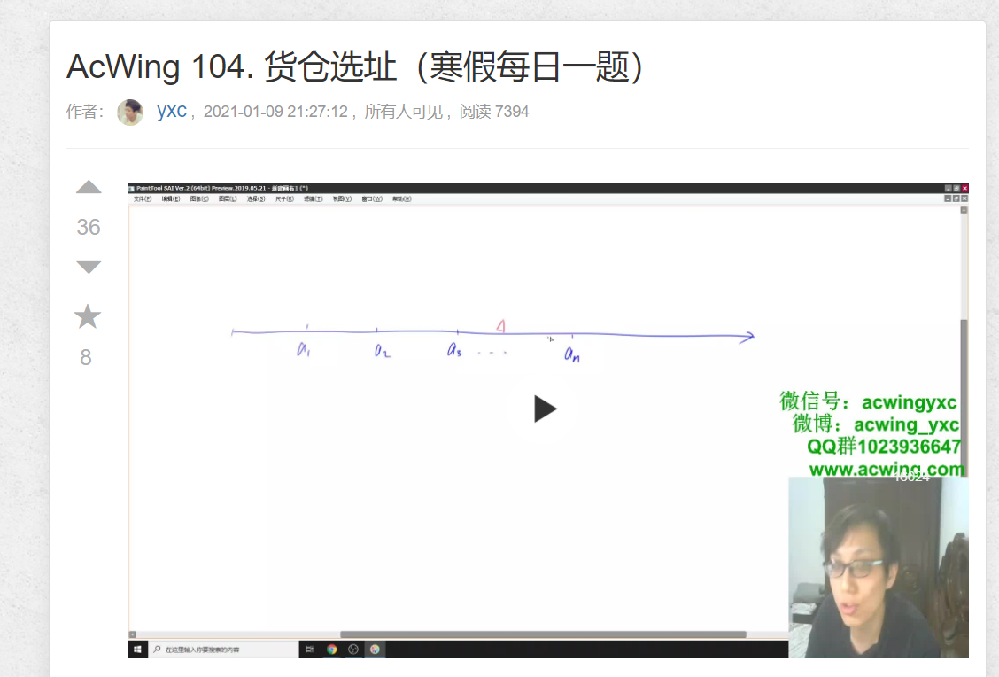 AcWing 104. 货仓选址（寒假每日一题）
作者： yxc , 2021-01-09 21:27:12 , 所有人可见 , 阅读 7394
36
8
PaintTool SAI Ver.2 (64bit) Preview.2019.05.21 - 新建画布1 (*)
文件(F) 编辑(E) 图像(C) 图层(L) 选择(S) 尺子(R) 滤镜(T) 视图(V) 窗口(W) 帮助(H)
a1 a2 a3 ... an
微信号：acwingyxc
微博：acwing_yxc
QQ群1023936647
www.acwing.com
16024
在这里输入你要搜索的内容